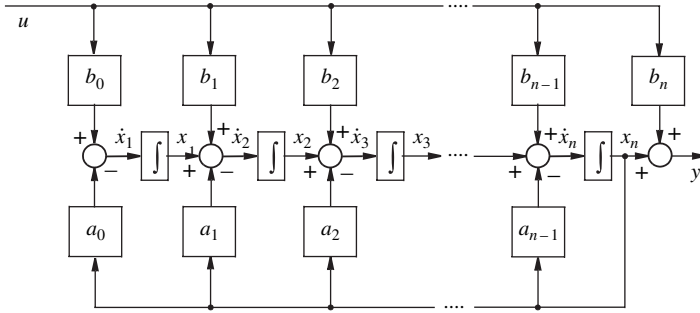 ····
u
b₀ b₁ b₂ bₙ₋₁ bₙ
+ + + + +
ẋ₁ ∫ x₁ ẋ₂ ∫ x₂ ẋ₃ ∫ x₃ ···· ẋₙ ∫ xₙ
− + − + − + − +
y
a₀ a₁ a₂ aₙ₋₁
····